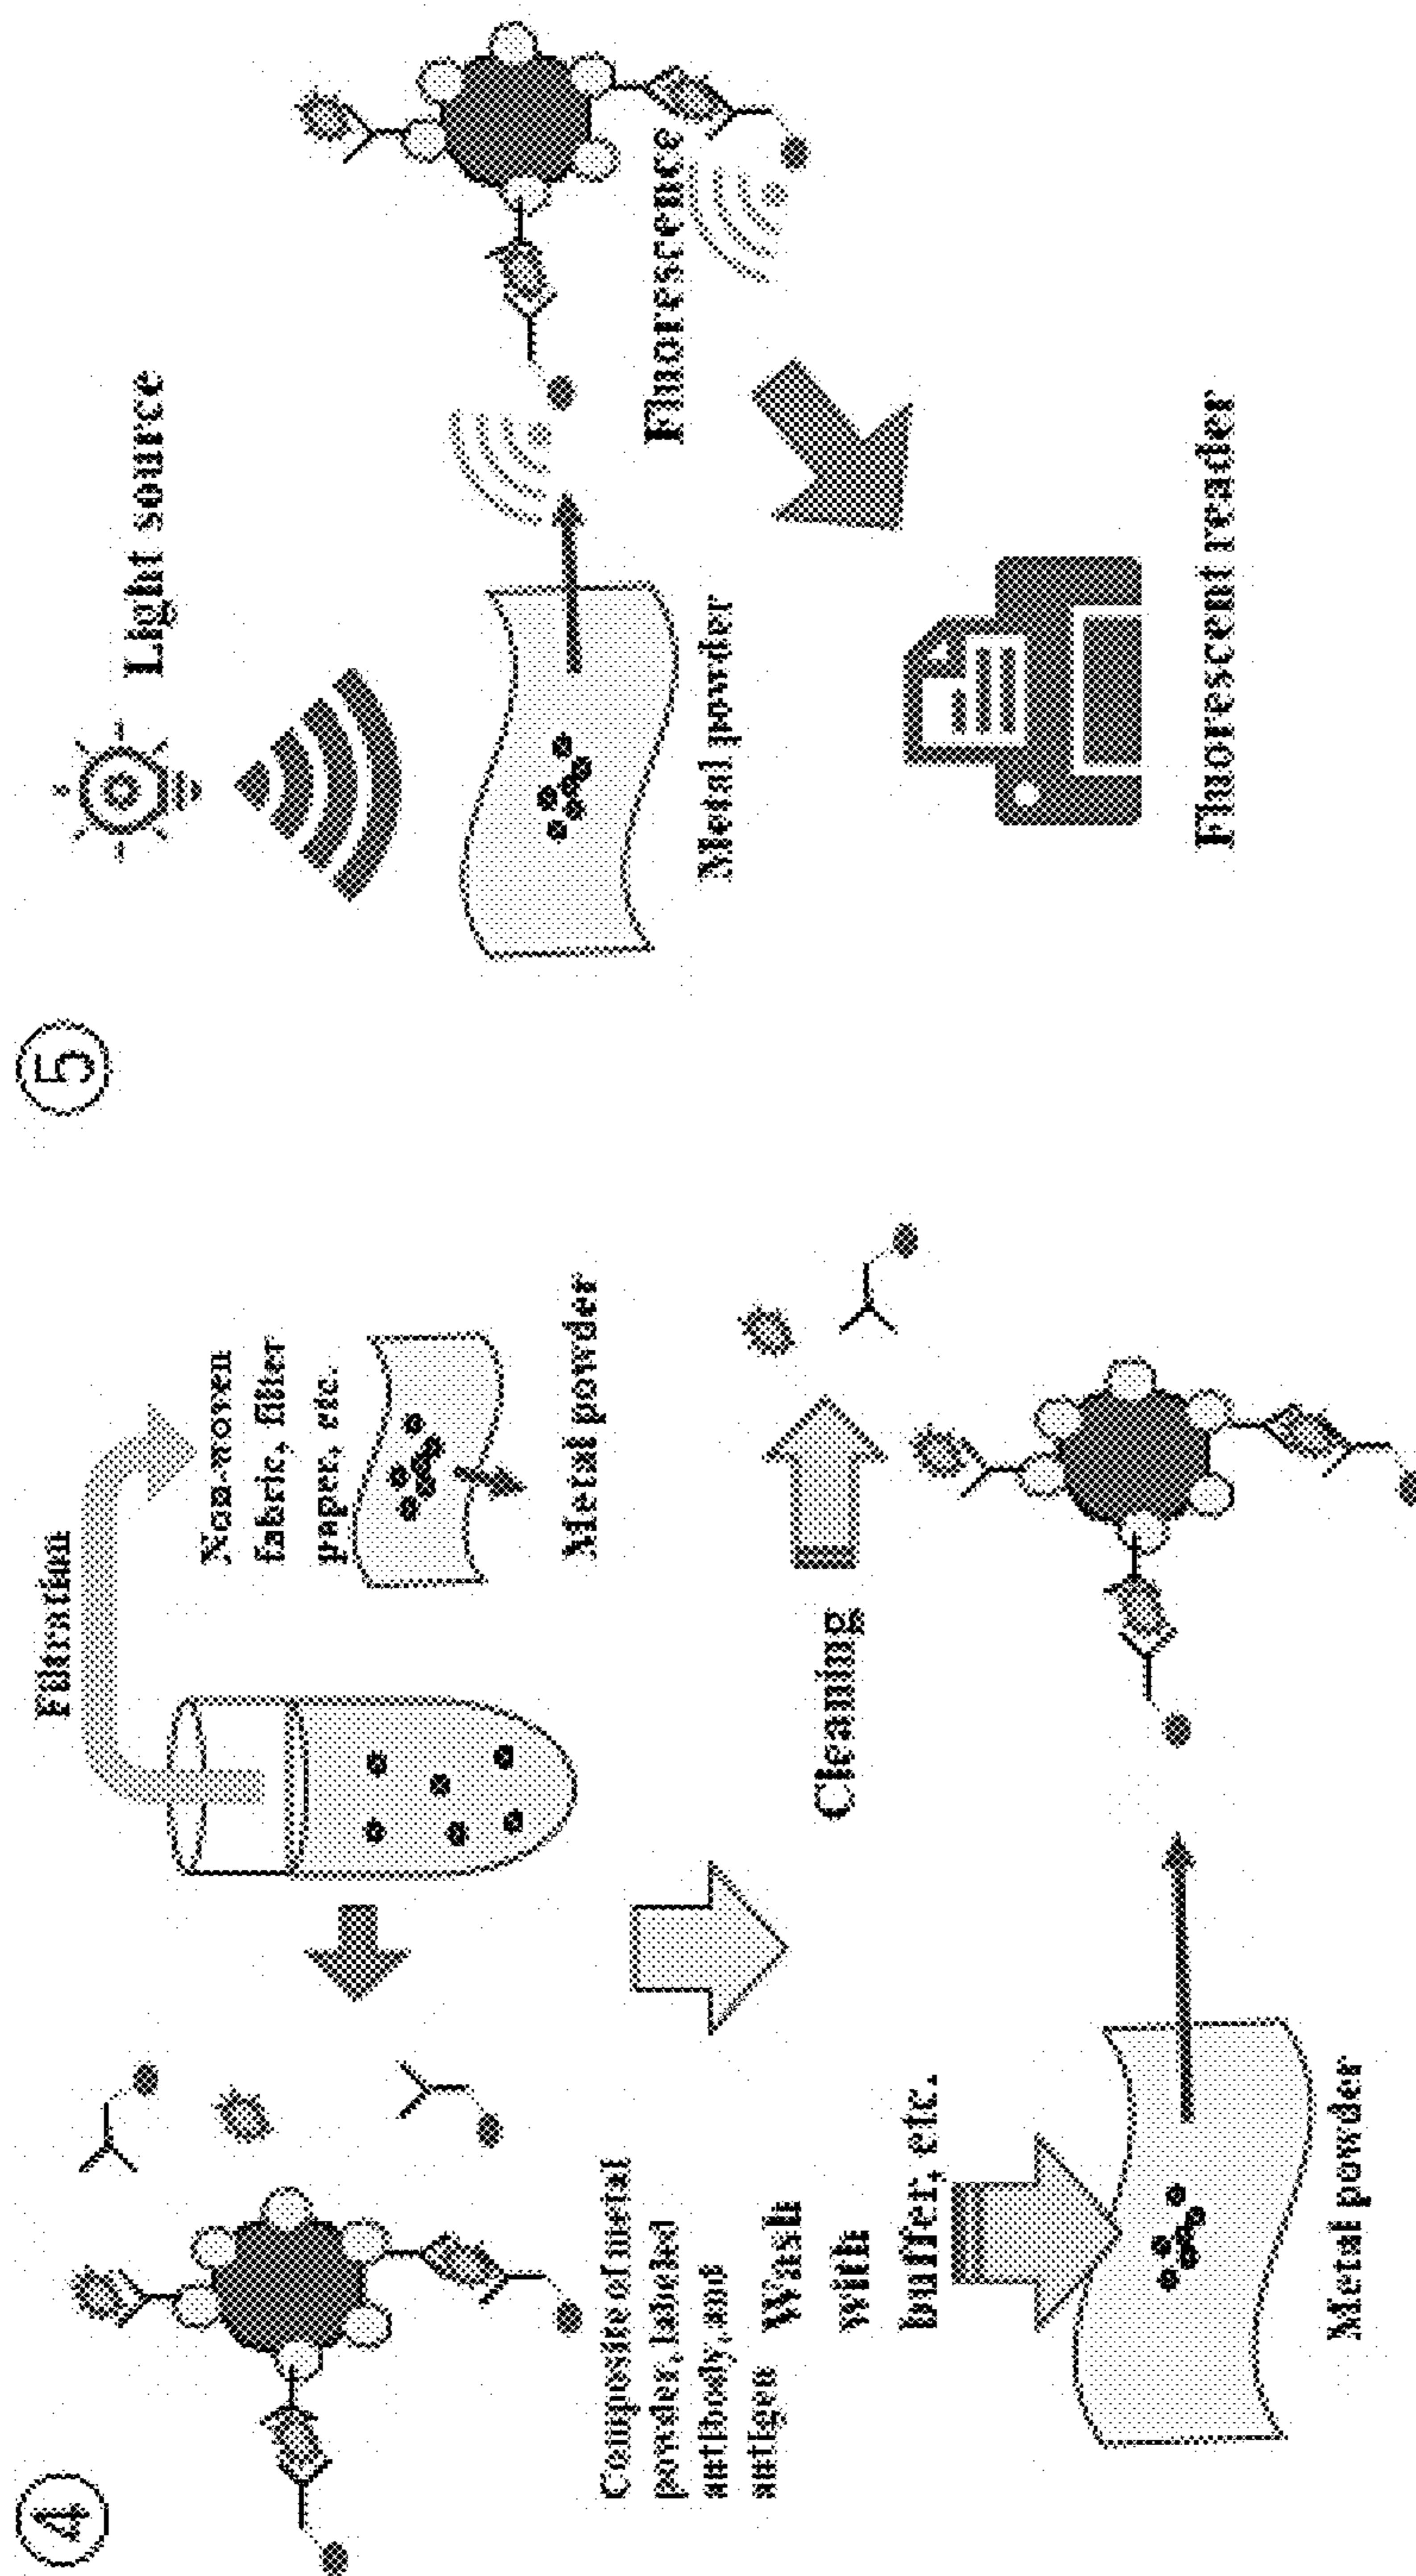 ④
Filtration
Non-woven
fabric, filter
paper, etc.
Metal powder
Composite of metal
powder, labeled
antibody, and
antigen
Wash
with
buffer, etc.
Cleaning
Metal powder
⑤
Light source
Fluorescence
Metal powder
Fluorescent reader